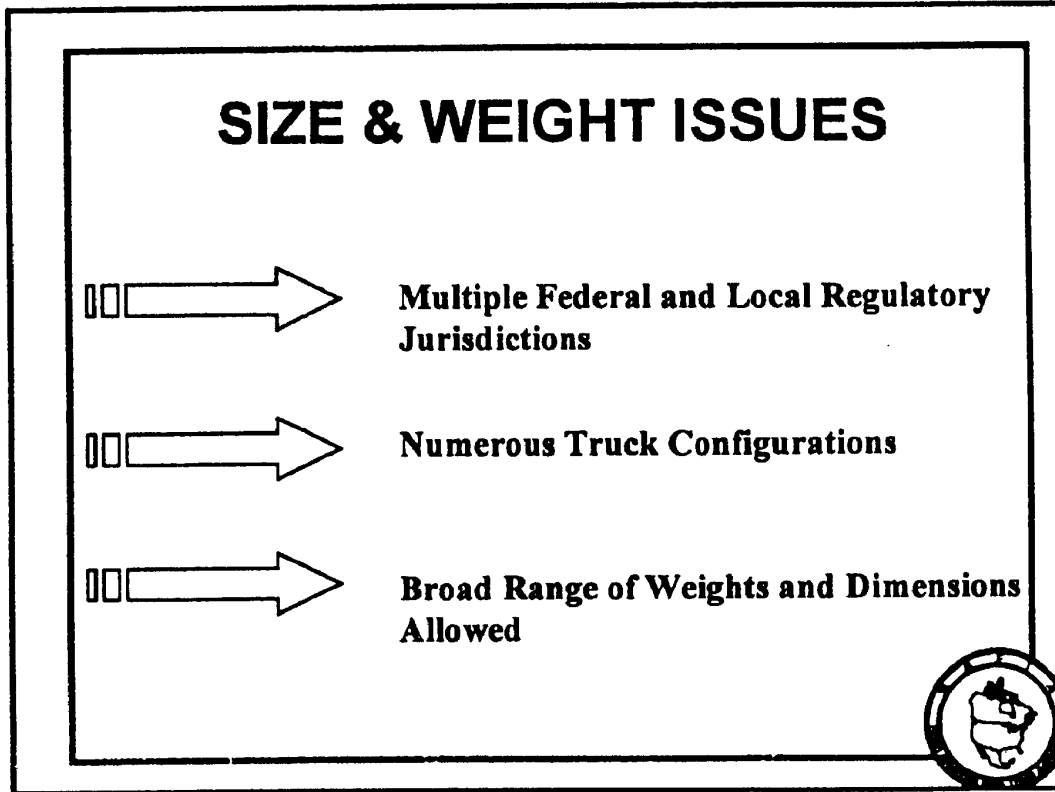 SIZE & WEIGHT ISSUES
Multiple Federal and Local Regulatory
Jurisdictions
Numerous Truck Configurations
Broad Range of Weights and Dimensions
Allowed